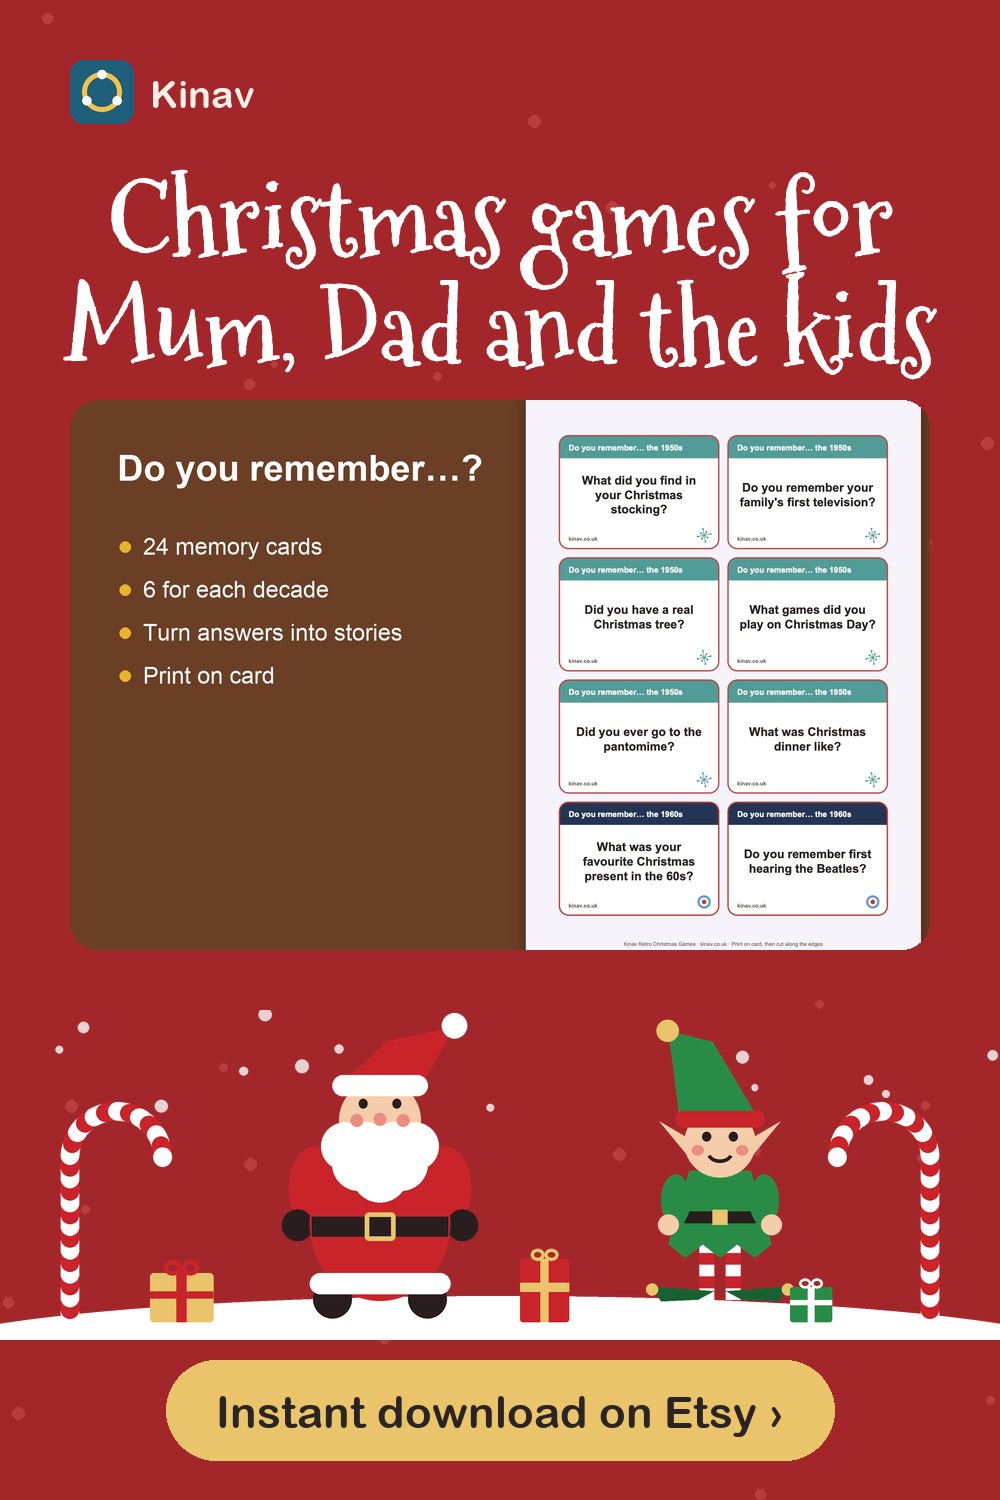 Kinav
Christmas games for
Mum, Dad and the kids
Do you remember...?
24 memory cards
6 for each decade
Turn answers into stories
Print on card
Do you remember... the 1950s
What did you find in
your Christmas
stocking?
kinav.co.uk
Do you remember... the 1950s
Do you remember your
family's first television?
kinav.co.uk
Do you remember... the 1950s
Did you have a real
Christmas tree?
kinav.co.uk
Do you remember... the 1950s
What games did you
play on Christmas Day?
kinav.co.uk
Do you remember... the 1950s
Did you ever go to the
pantomime?
kinav.co.uk
Do you remember... the 1950s
What was Christmas
dinner like?
kinav.co.uk
Do you remember... the 1960s
What was your
favourite Christmas
present in the 60s?
kinav.co.uk
Do you remember... the 1960s
Do you remember first
hearing the Beatles?
kinav.co.uk
Kinav Retro Christmas Games · kinav.co.uk · Print on card, then cut along the edges
Instant download on Etsy ›